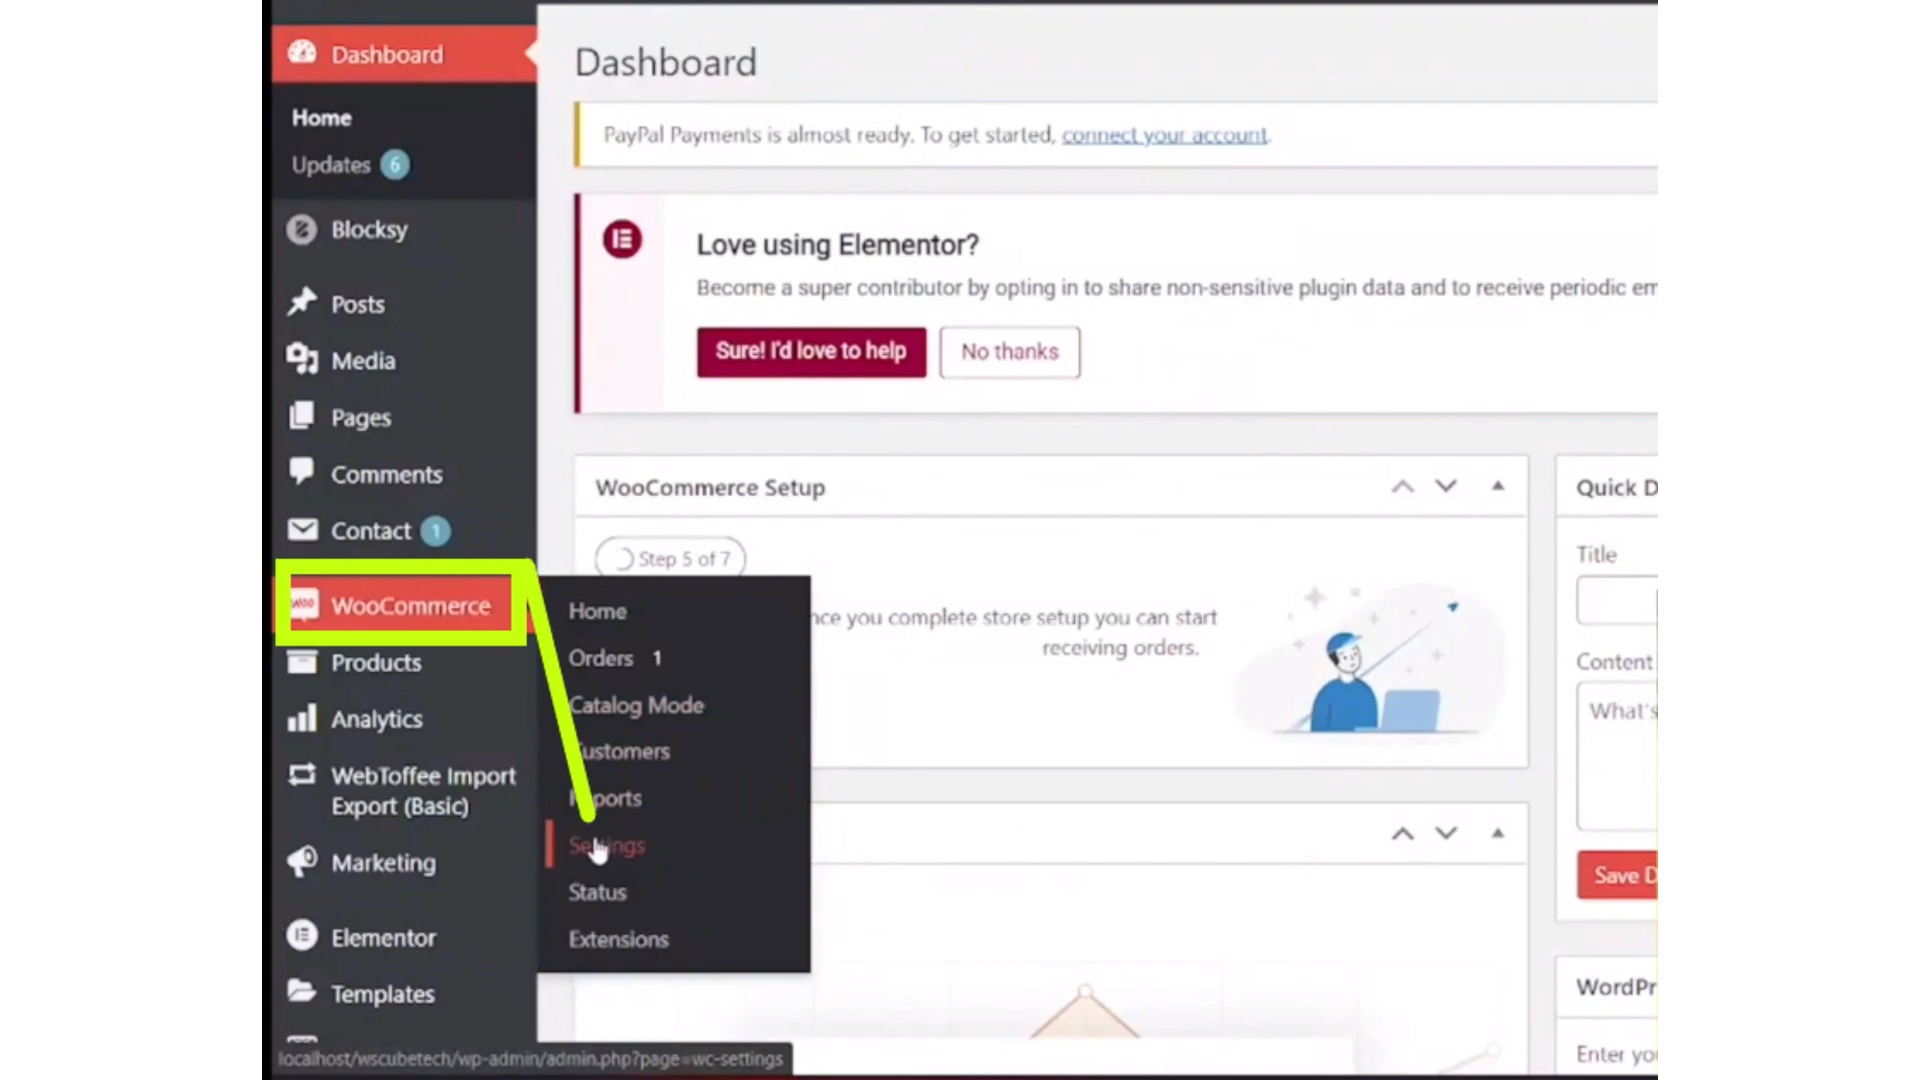 Dashboard
Home
Updates 6
Blocksy
Posts
Media
Pages
Comments
Contact 1
WooCommerce
Products
Analytics
WebToffee Import
Export (Basic)
Marketing
Elementor
Templates
Home
Orders 1
Catalog Mode
ustomers
ports
Settings
Status
Extensions
Dashboard
PayPal Payments is almost ready. To get started, connect your account.
Love using Elementor?
Become a super contributor by opting in to share non-sensitive plugin data and to receive periodic em
Sure! I'd love to help
No thanks
WooCommerce Setup
Step 5 of 7
nce you complete store setup you can start
receiving orders.
Quick D
Title
Content
What's
Save D
WordPr
Enter yo
localhost/wscubetech/wp-admin/admin.php?page=wc-settings